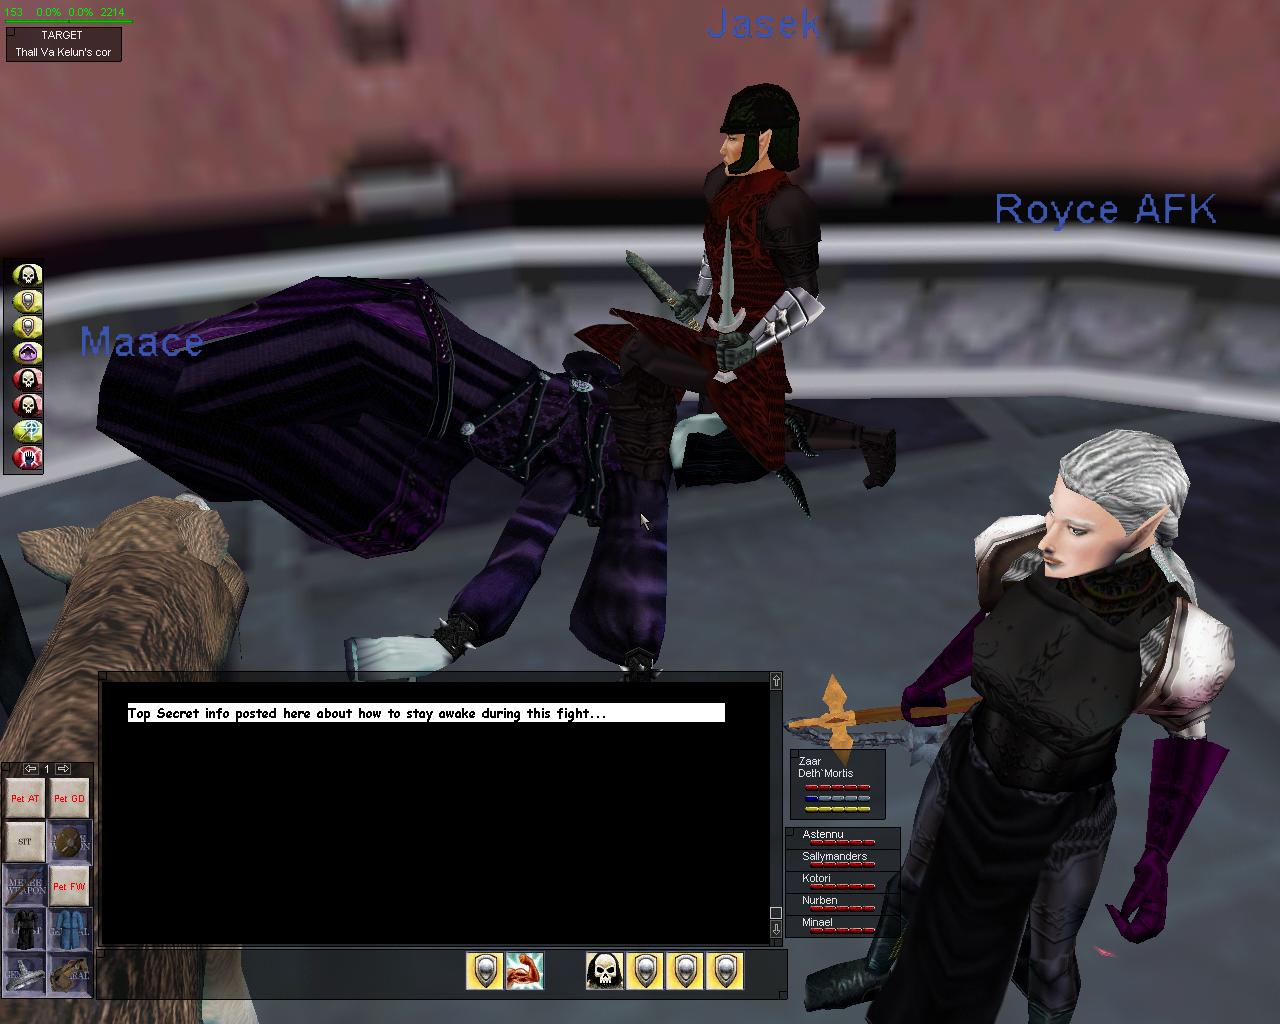 153 0.0% 0.0% 2214
TARGET
Thall Va Kelun's cor
Jasek
Royce AFK
Maace
Top Secret info posted here about how to stay awake during this fight...
1
Pet AT
Pet GD
SIT
MELEE WEAPON
Pet FW
Zaar
Deth`Mortis
Astennu
Sallymanders
Kotori
Nurben
Minael